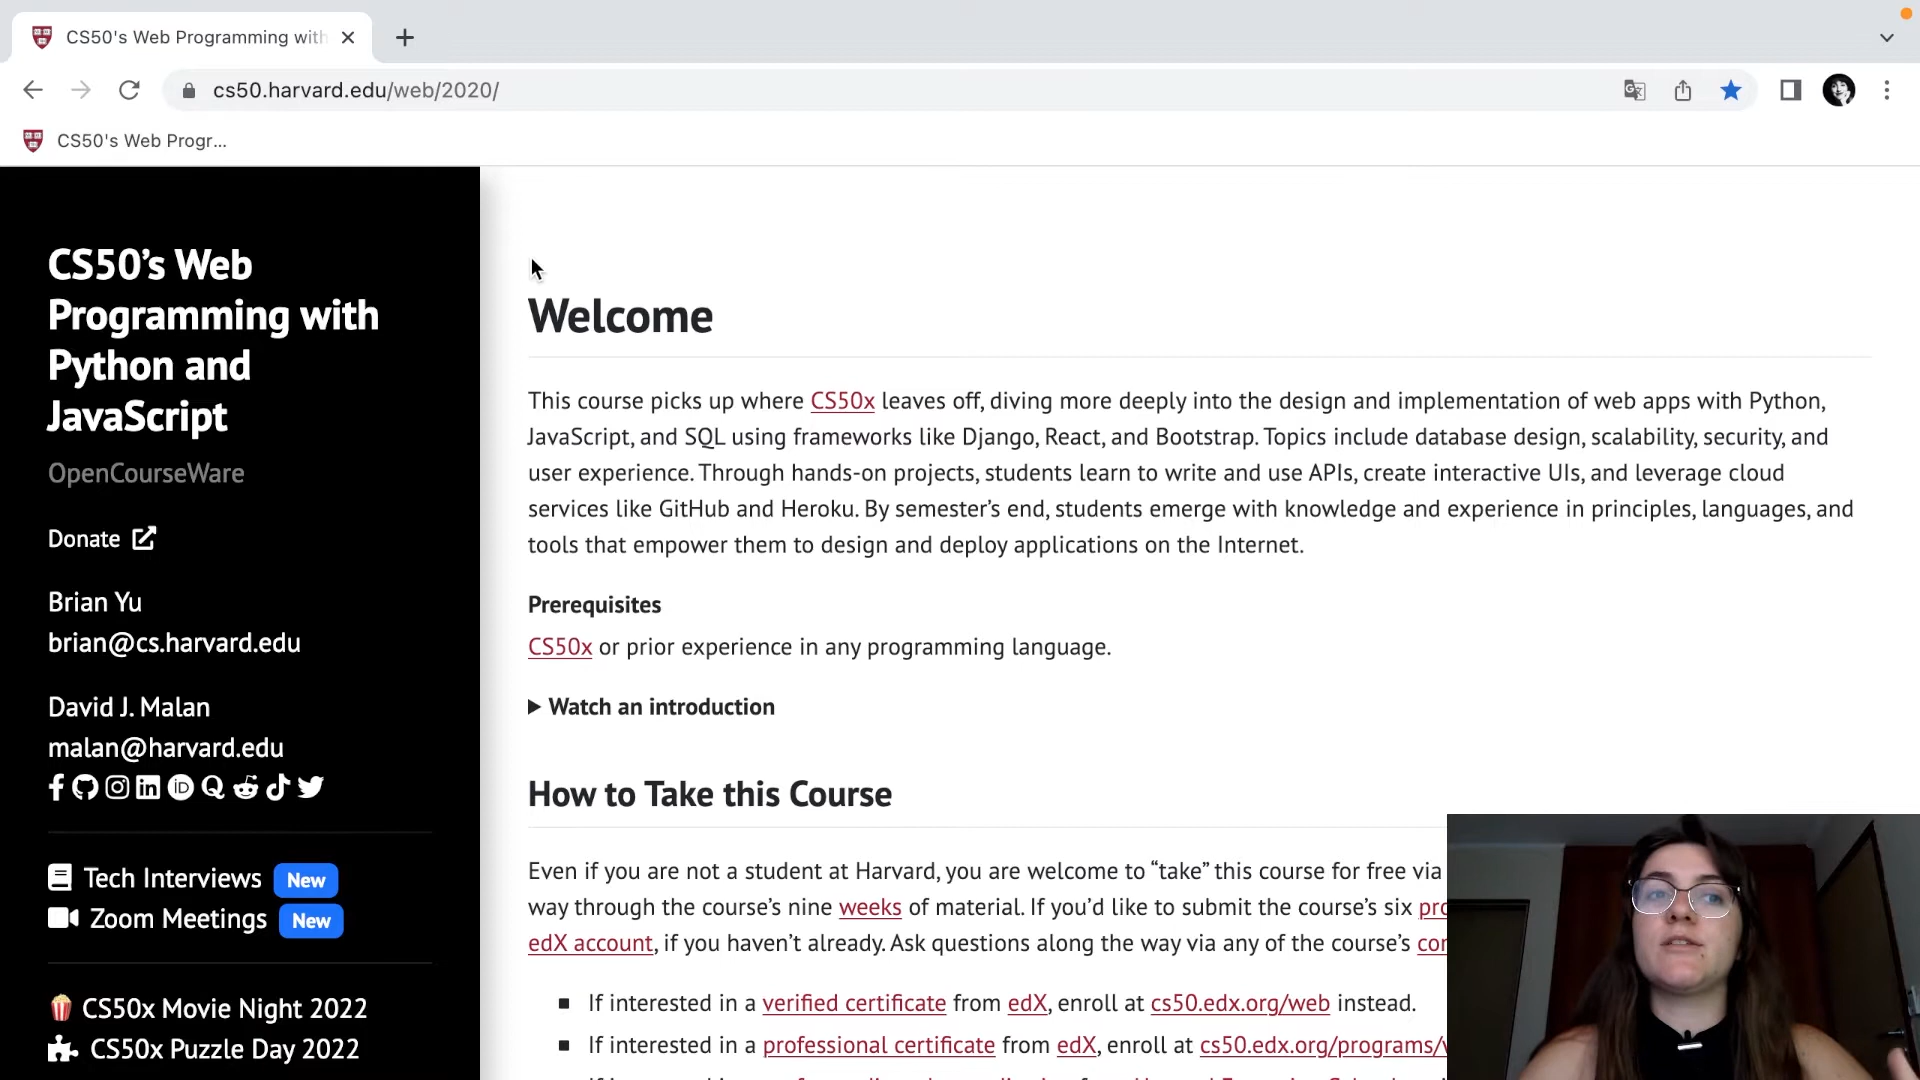 CS50's Web Programming with
cs50.harvard.edu/web/2020/
CS50's Web Progr...
CS50's Web
Programming with
Python and
JavaScript
OpenCourseWare
Donate
Brian Yu
brian@cs.harvard.edu
David J. Malan
malan@harvard.edu
Tech Interviews New
Zoom Meetings New
🍿 CS50x Movie Night 2022
CS50x Puzzle Day 2022
Welcome
This course picks up where CS50x leaves off, diving more deeply into the design and implementation of web apps with Python,
JavaScript, and SQL using frameworks like Django, React, and Bootstrap. Topics include database design, scalability, security, and
user experience. Through hands-on projects, students learn to write and use APIs, create interactive UIs, and leverage cloud
services like GitHub and Heroku. By semester's end, students emerge with knowledge and experience in principles, languages, and
tools that empower them to design and deploy applications on the Internet.
Prerequisites
CS50x or prior experience in any programming language.
▶ Watch an introduction
How to Take this Course
Even if you are not a student at Harvard, you are welcome to “take” this course for free via
way through the course's nine weeks of material. If you'd like to submit the course's six
edX account, if you haven't already. Ask questions along the way via any of the course's
▪ If interested in a verified certificate from edX, enroll at cs50.edx.org/web instead.
▪ If interested in a professional certificate from edX, enroll at cs50.edx.org/programs/